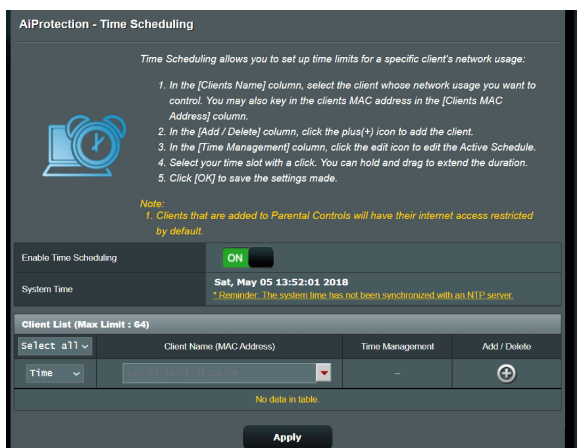 AiProtection - Time Scheduling
Time Scheduling allows you to set up time limits for a specific client's network usage:
1. In the [Clients Name] column, select the client whose network usage you want to
control. You may also key in the clients MAC address in the [Clients MAC
Address] column.
2. In the [Add / Delete] column, click the plus(+) icon to add the client.
3. In the [Time Management] column, click the edit icon to edit the Active Schedule.
4. Select your time slot with a click. You can hold and drag to extend the duration.
5. Click [OK] to save the settings made.
Note:
1. Clients that are added to Parental Controls will have their internet access restricted
by default.
Enable Time Scheduling ON
System Time Sat, May 05 13:52:01 2018
* Reminder: The system time has not been synchronized with an NTP server.
Client List (Max Limit : 64)
Select all Client Name (MAC Address) Time Management Add / Delete
Time --
No data in table.
Apply